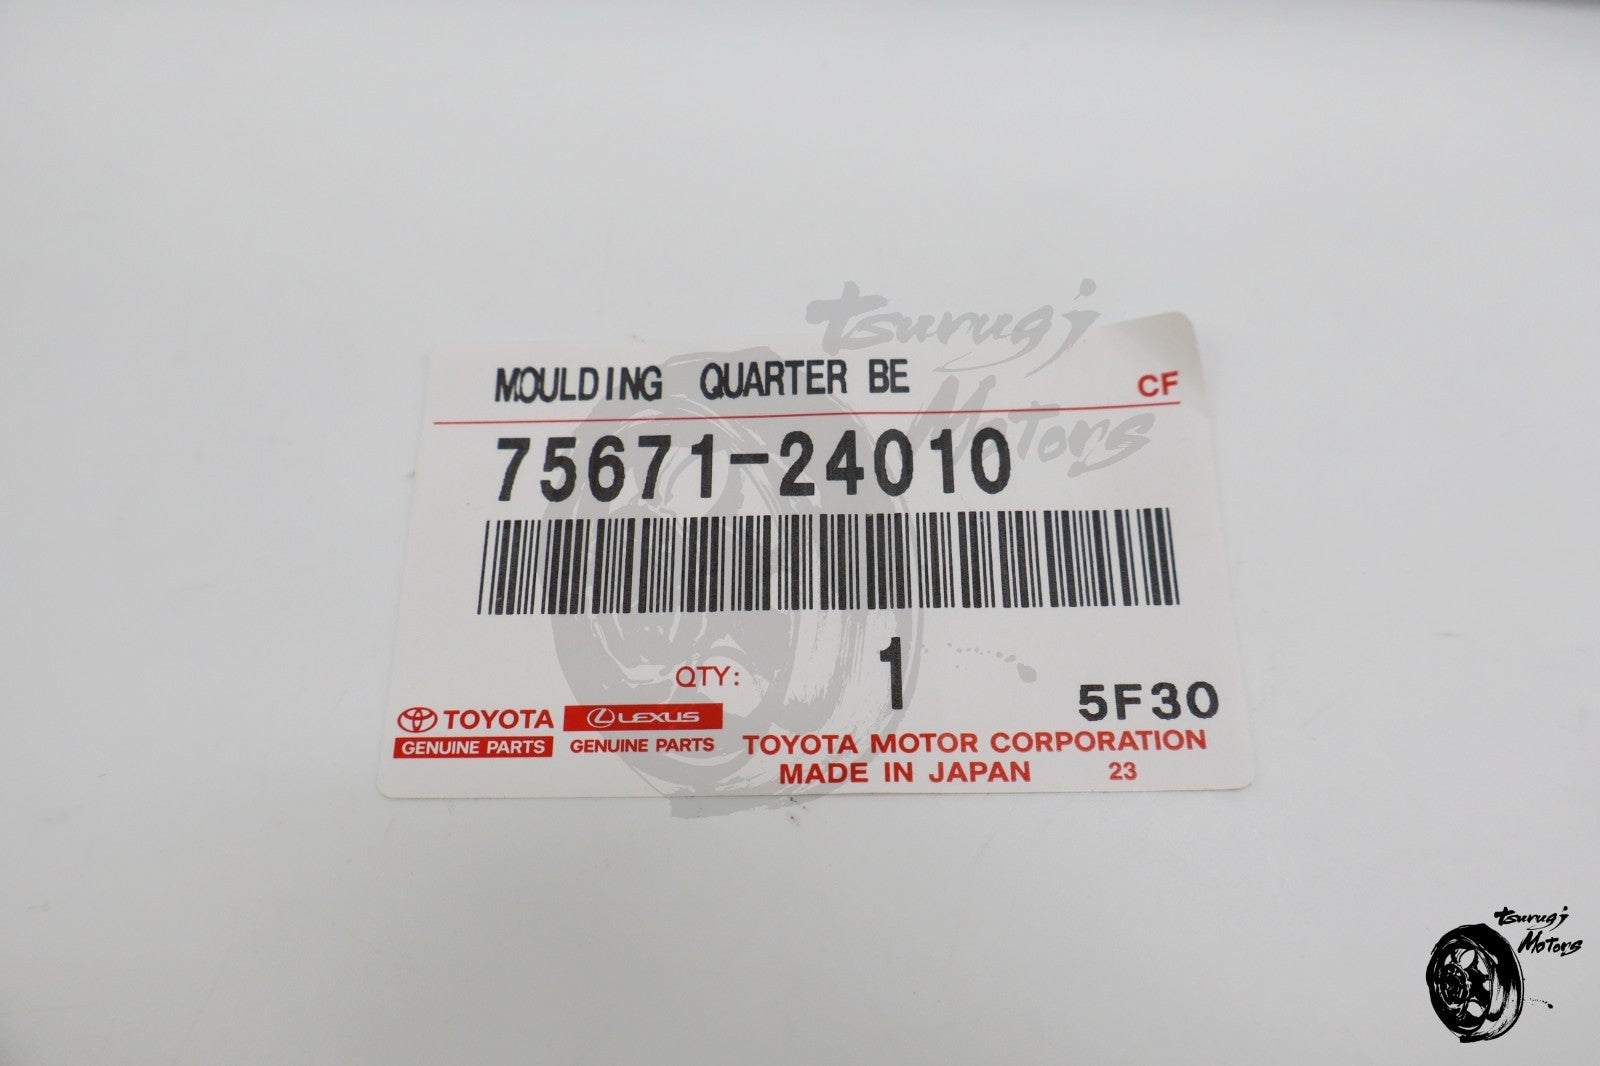 tsurugi
Motors
MOULDING QUARTER BE
CF
75671-24010
QTY:
1
5F30
TOYOTA
GENUINE PARTS
LEXUS
GENUINE PARTS
TOYOTA MOTOR CORPORATION
MADE IN JAPAN 23
tsurugi
Motors